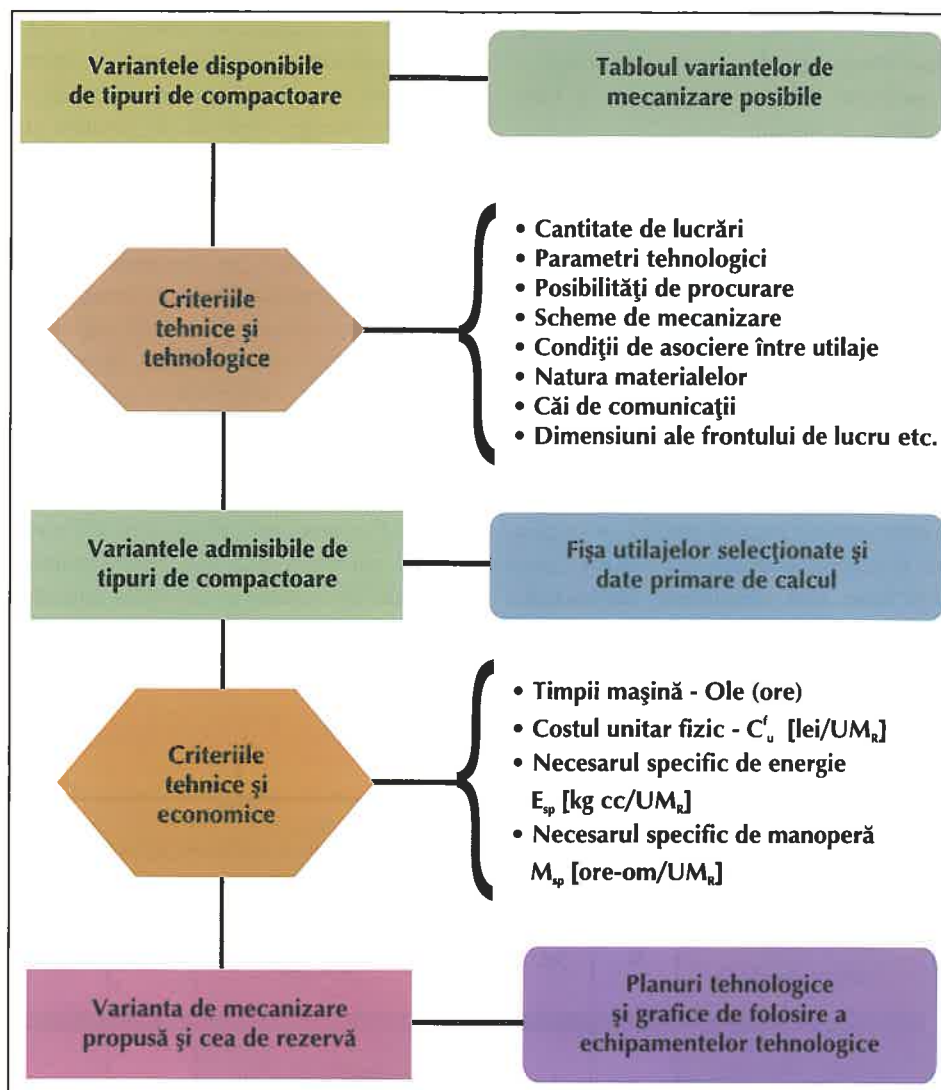 Variantele disponibile
de tipuri de compactoare
Tabloul variantelor de
mecanizare posibile
Criteriile
tehnice şi
tehnologice
• Cantitate de lucrări
• Parametri tehnologici
• Posibilităţi de procurare
• Scheme de mecanizare
• Condiţii de asociere între utilaje
• Natura materialelor
• Căi de comunicaţii
• Dimensiuni ale frontului de lucru etc.
Variantele admisibile de
tipuri de compactoare
Fişa utilajelor selecţionate şi
date primare de calcul
Criteriile
tehnice şi
economice
• Timpii maşină - Ole (ore)
• Costul unitar fizic - Cᶠᵤ [lei/UM_R]
• Necesarul specific de energie
E_sp [kg cc/UM_R]
• Necesarul specific de manoperă
M_sp [ore-om/UM_R]
Varianta de mecanizare
propusă şi cea de rezervă
Planuri tehnologice
şi grafice de folosire a
echipamentelor tehnologice